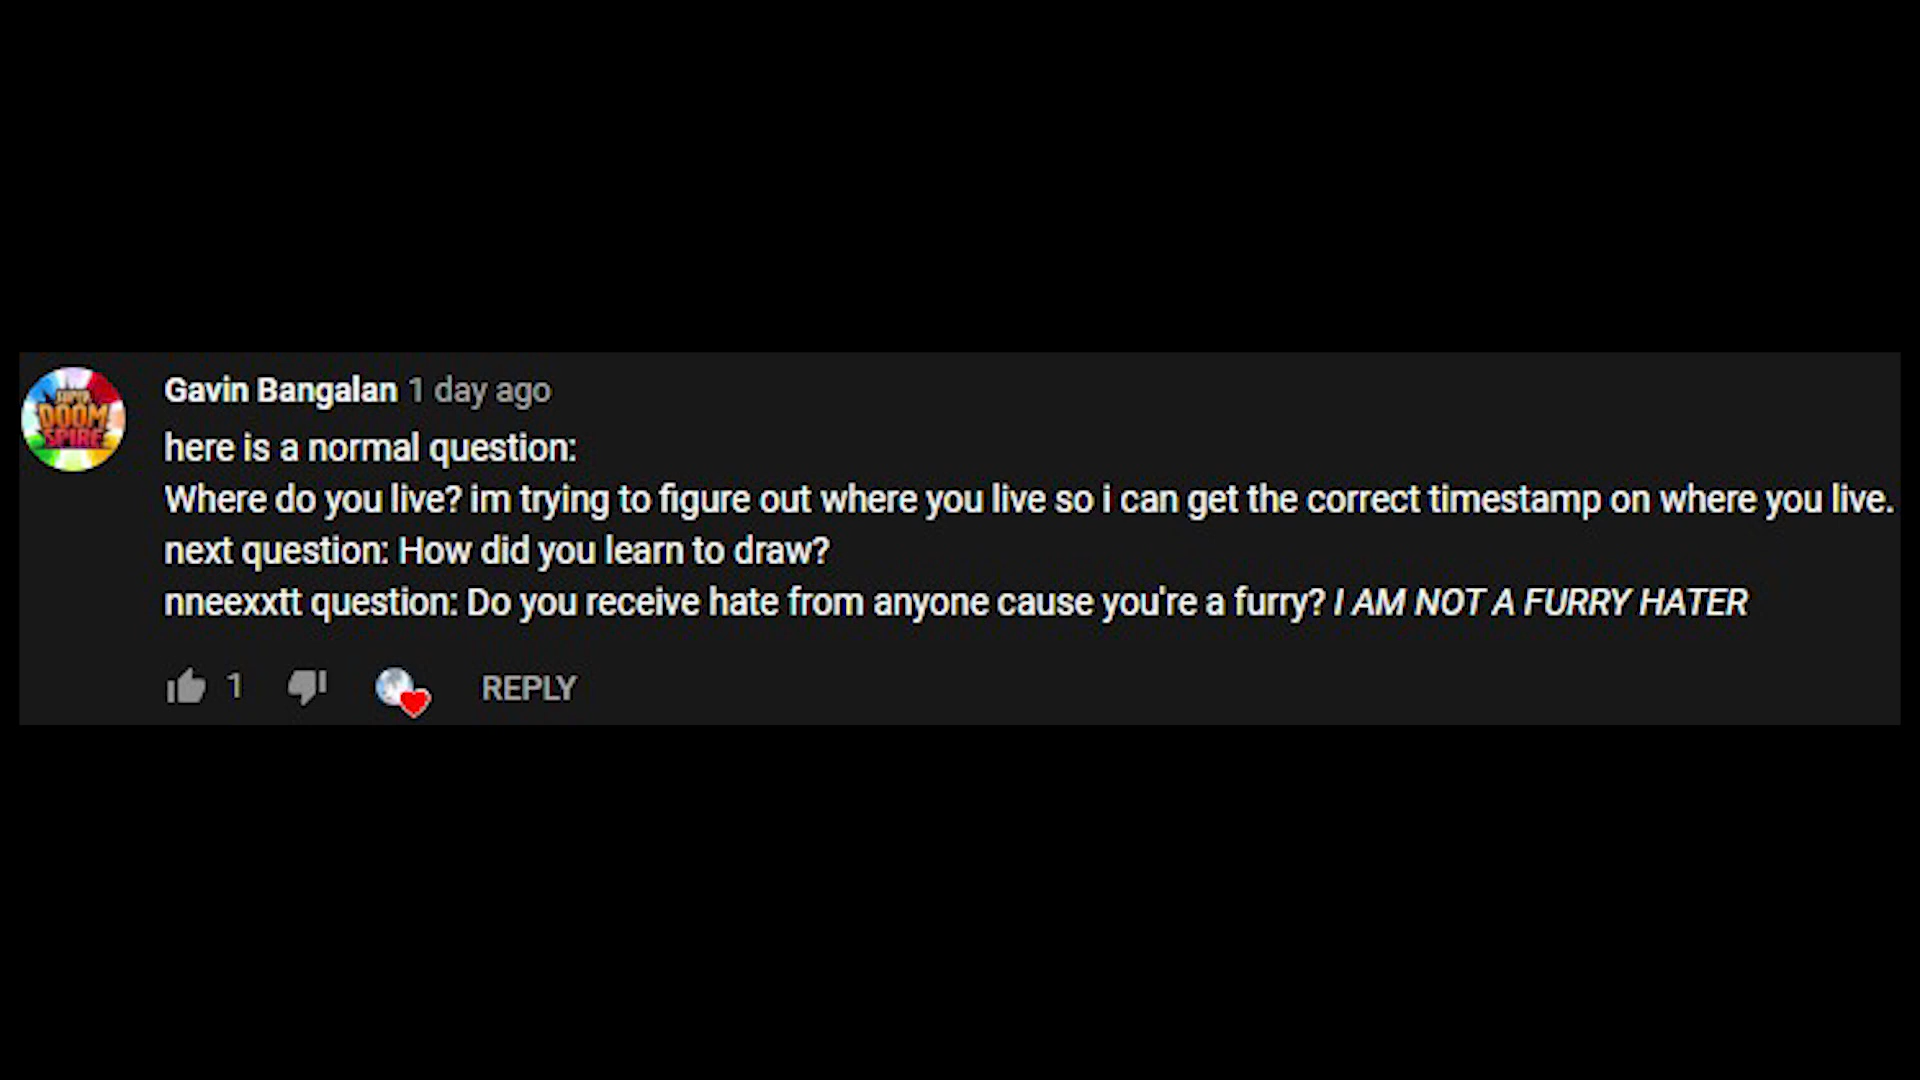 SUPER
DOOM
SPIRE
Gavin Bangalan 1 day ago
here is a normal question:
Where do you live? im trying to figure out where you live so i can get the correct timestamp on where you live.
next question: How did you learn to draw?
nneexxtt question: Do you receive hate from anyone cause you're a furry? I AM NOT A FURRY HATER
1
REPLY